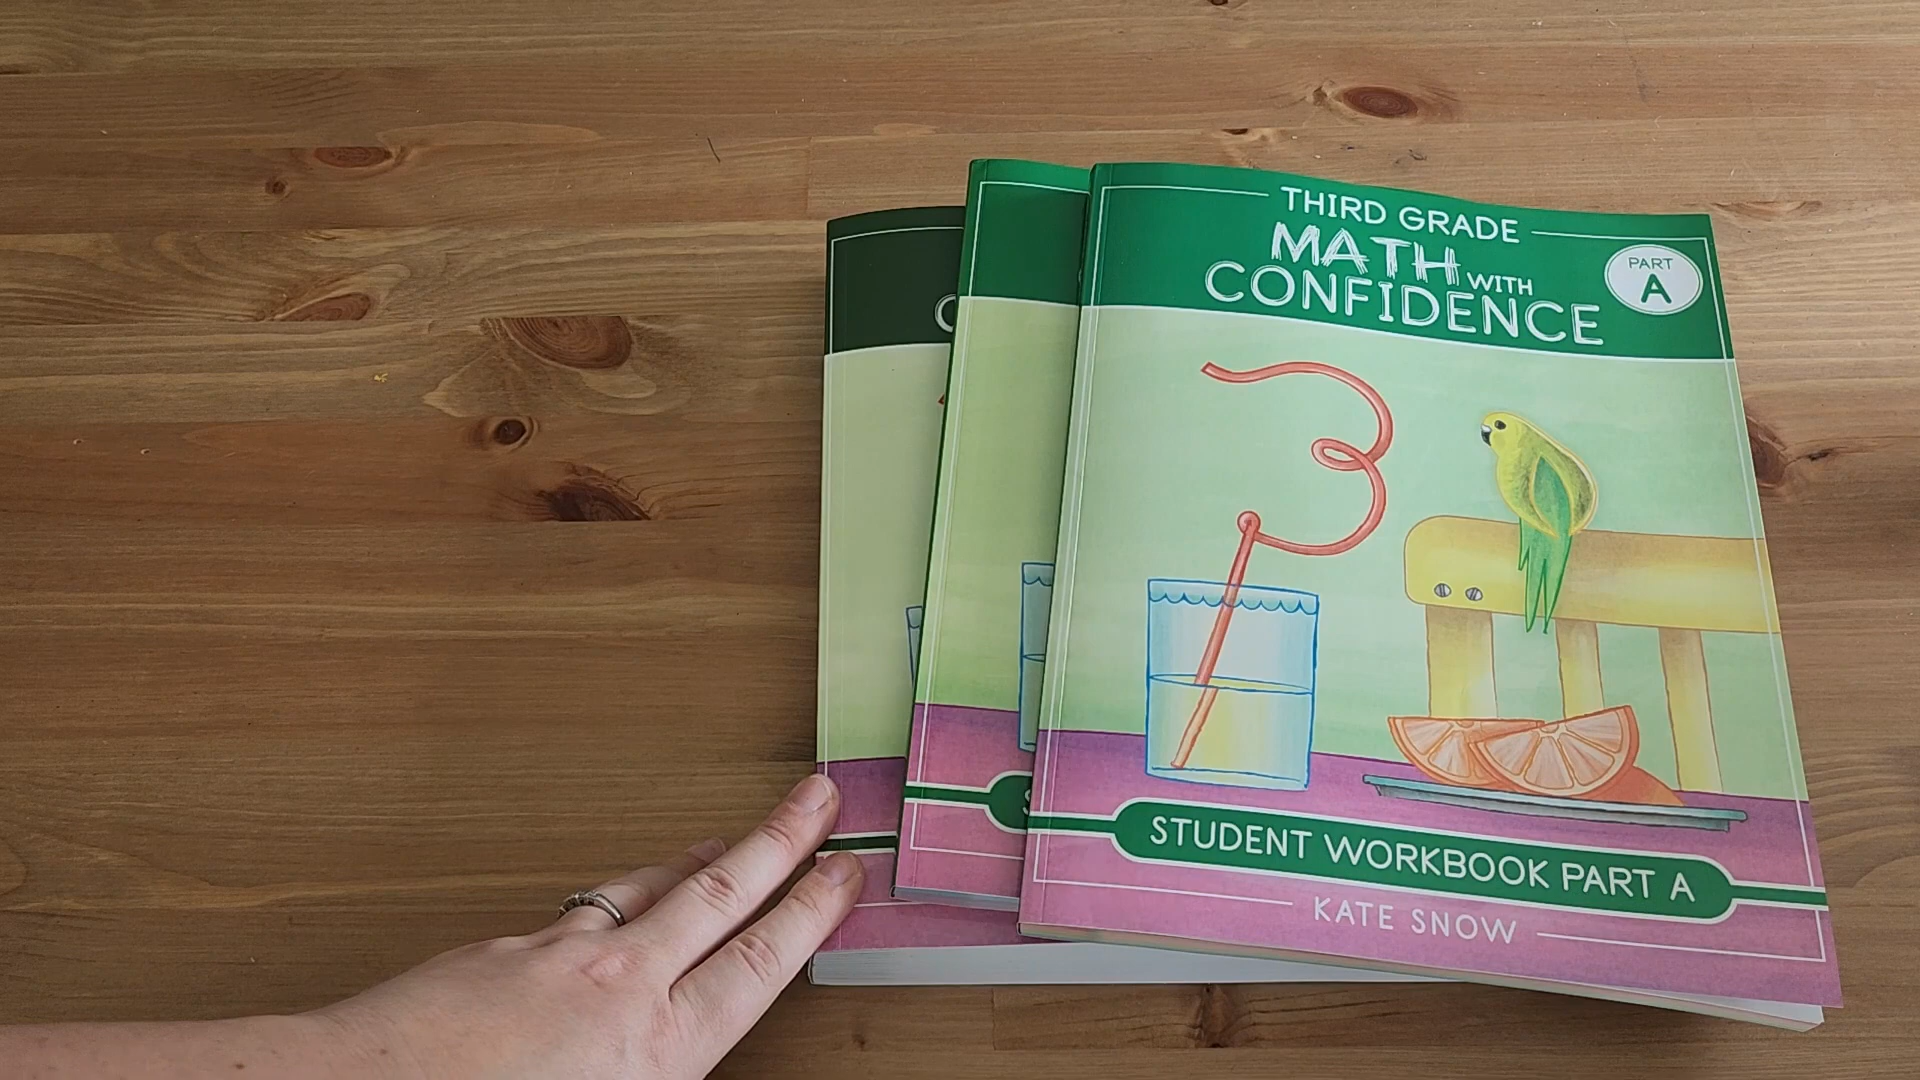 THIRD GRADE
MATH WITH
CONFIDENCE
PART
A
STUDENT WORKBOOK PART A
KATE SNOW